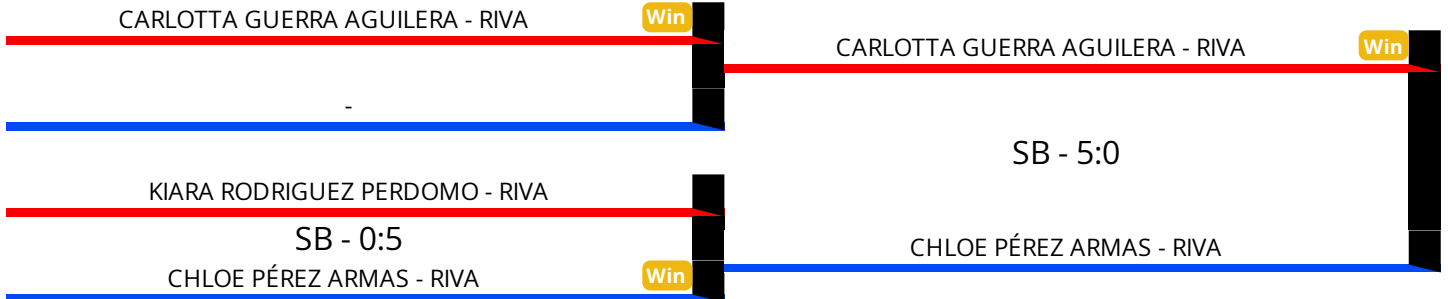 CARLOTTA GUERRA AGUILERA - RIVA Win
-
KIARA RODRIGUEZ PERDOMO - RIVA
SB - 0:5
CHLOE PÉREZ ARMAS - RIVA Win
CARLOTTA GUERRA AGUILERA - RIVA Win
SB - 5:0
CHLOE PÉREZ ARMAS - RIVA